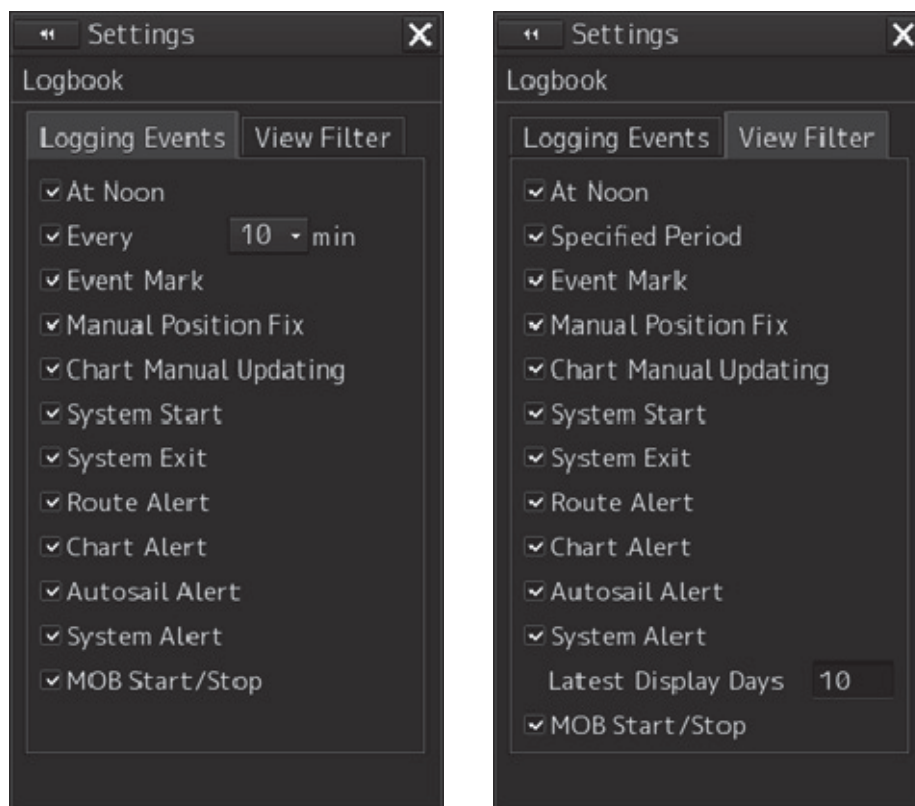 Settings
Logbook
Logging Events View Filter
At Noon
Every 10 min
Event Mark
Manual Position Fix
Chart Manual Updating
System Start
System Exit
Route Alert
Chart Alert
Autosail Alert
System Alert
MOB Start/Stop
Settings
Logbook
Logging Events View Filter
At Noon
Specified Period
Event Mark
Manual Position Fix
Chart Manual Updating
System Start
System Exit
Route Alert
Chart Alert
Autosail Alert
System Alert
Latest Display Days 10
MOB Start/Stop